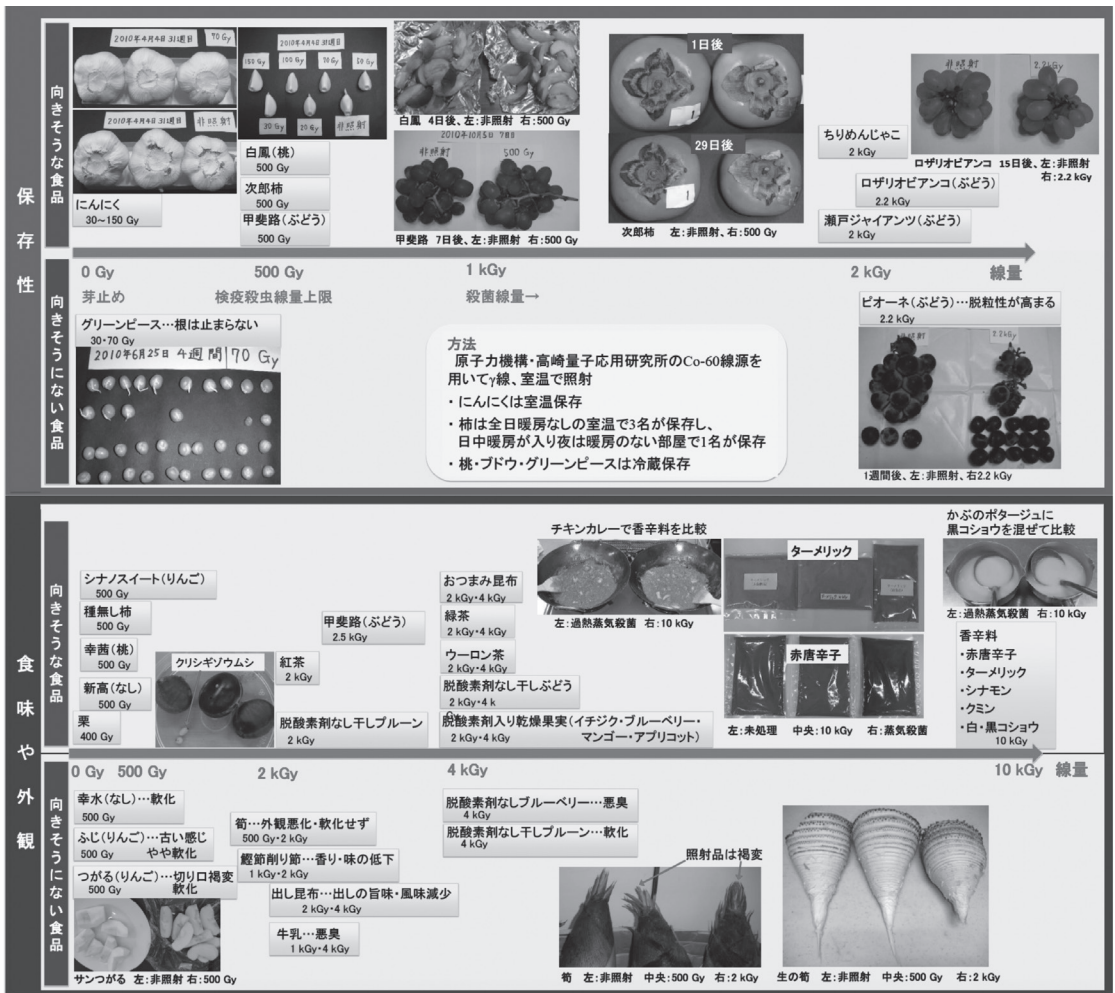 保存性
向きそうな食品
2010年4月4日 31週目 70 Gy
2010年4月4日 31週目 非照射
にんにく
30~150 Gy
2010年4月4日 31週目
150 Gy
100 Gy
70 Gy
50 Gy
30 Gy
20 Gy
非照射
白鳳(桃)
500 Gy
次郎柿
500 Gy
甲斐路(ぶどう)
500 Gy
白鳳 4日後、左:非照射 右:500 Gy
2010年10月5日 7日目
非照射
500 Gy
甲斐路 7日後、左:非照射 右:500 Gy
1日後
1
29日後
1
次郎柿 左:非照射、右:500 Gy
ちりめんじゃこ
2 kGy
非照射
2.2kGy
ロザリオビアンコ 15日後、左:非照射
右:2.2 kGy
ロザリオビアンコ(ぶどう)
2.2 kGy
瀬戸ジャイアンツ(ぶどう)
2 kGy
0 Gy
500 Gy
1 kGy
2 kGy
線量
芽止め
検疫殺虫線量上限
殺菌線量→
向きそうにない食品
グリーンピース…根は止まらない
30・70 Gy
2010年6月25日 4週間 70 Gy
方法
原子力機構・高崎量子応用研究所のCo-60線源を
用いてγ線、室温で照射
・にんにくは室温保存
・柿は全日暖房なしの室温で3名が保存し、
日中暖房が入り夜は暖房のない部屋で1名が保存
・桃・ブドウ・グリーンピースは冷蔵保存
ピオーネ(ぶどう)…脱粒性が高まる
2.2 kGy
非照射
2.2kGy
1週間後、左:非照射、右2.2 kGy
食味や外観
向きそうな食品
シナノスイート(りんご)
500 Gy
種無し柿
500 Gy
幸茜(桃)
500 Gy
新高(なし)
500 Gy
栗
400 Gy
クリシギゾウムシ
甲斐路(ぶどう)
2.5 kGy
紅茶
2 kGy
脱酸素剤なし干しプルーン
2 kGy
おつまみ昆布
2 kGy・4 kGy
緑茶
2 kGy・4 kGy
ウーロン茶
2 kGy・4 kGy
脱酸素剤なし干しぶどう
2 kGy・4 k
Gy
脱酸素剤入り乾燥果実(イチジク・ブルーベリー・
2 kGy・4 kGy マンゴー・アプリコット)
チキンカレーで香辛料を比較
左:過熱蒸気殺菌 右:10 kGy
ターメリック
赤唐辛子
左:未処理 中央:10 kGy 右:蒸気殺菌
かぶのポタージュに
黒コショウを混ぜて比較
左:過熱蒸気殺菌 右:10 kGy
香辛料
・赤唐辛子
・ターメリック
・シナモン
・クミン
・白・黒コショウ
10 kGy
0 Gy
500 Gy
2 kGy
4 kGy
10 kGy
線量
向きそうにない食品
幸水(なし)…軟化
500 Gy
ふじ(りんご)…古い感じ
500 Gy やや軟化
つがる(りんご)…切り口褐変
500 Gy 軟化
サンつがる 左:非照射 右:500 Gy
筍…外観悪化・軟化せず
500 Gy・2 kGy
鰹節削り節…香り・味の低下
1 kGy・2 kGy
出し昆布…出しの旨味・風味減少
2 kGy・4 kGy
牛乳…悪臭
1 kGy・4 kGy
脱酸素剤なしブルーベリー…悪臭
4 kGy
脱酸素剤なし干しプルーン…軟化
4 kGy
照射品は褐変
筍 左:非照射 中央:500 Gy 右:2 kGy
生の筍 左:非照射 中央:500 Gy 右:2 kGy